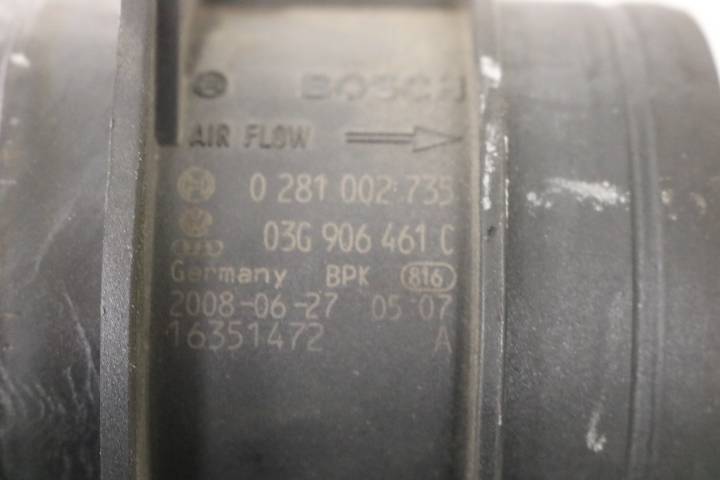 BOSCH
AIR FLOW
0 281 002 735
03G 906 461 C
Germany BPK 816
2008-06-27 05:07
16351472 A